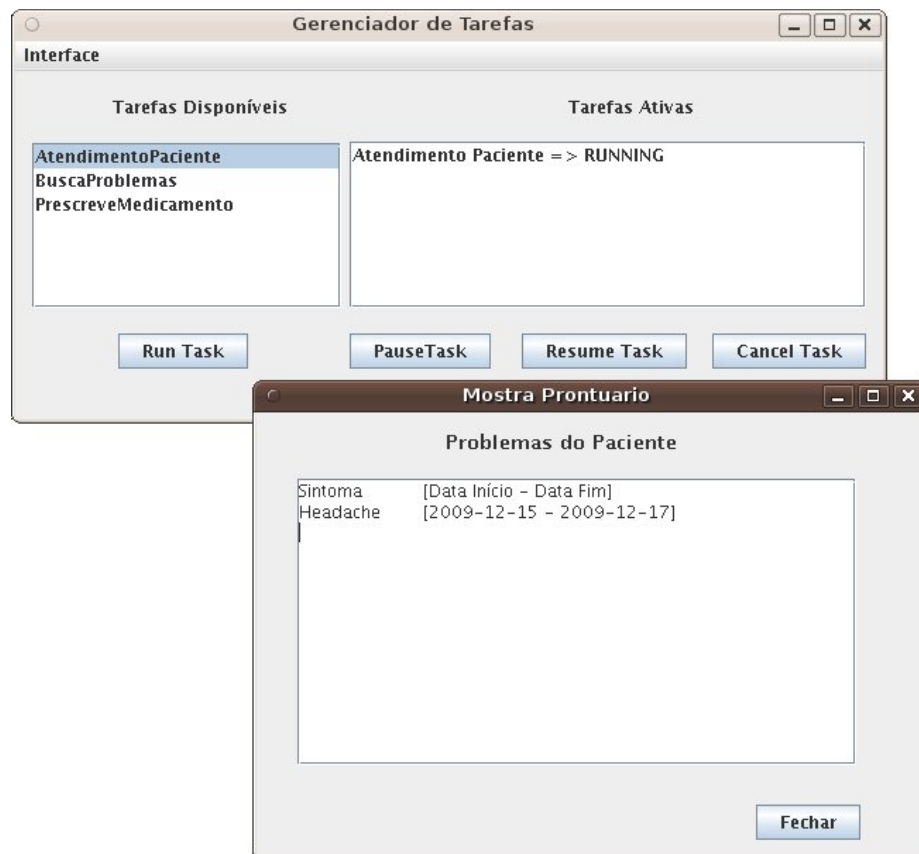 Gerenciador de Tarefas
Interface
Tarefas Disponíveis
Tarefas Ativas
AtendimentoPaciente
BuscaProblemas
PrescreveMedicamento
Atendimento Paciente => RUNNING
Run Task
PauseTask
Resume Task
Cancel Task
Mostra Prontuario
Problemas do Paciente
Sintoma [Data Início - Data Fim]
Headache [2009-12-15 - 2009-12-17]
Fechar